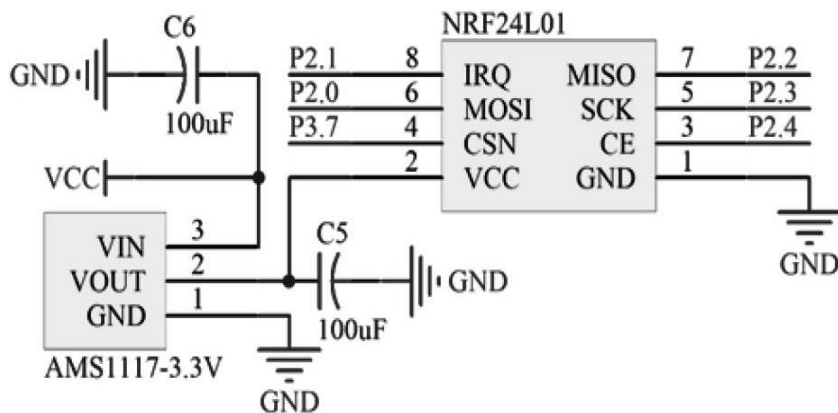 C6
GND
100uF
VCC
VIN 3
VOUT 2
GND 1
AMS1117-3.3V
GND
C5
100uF
GND
NRF24L01
P2.1 8 IRQ MISO 7 P2.2
P2.0 6 MOSI SCK 5 P2.3
P3.7 4 CSN CE 3 P2.4
2 VCC GND 1
GND